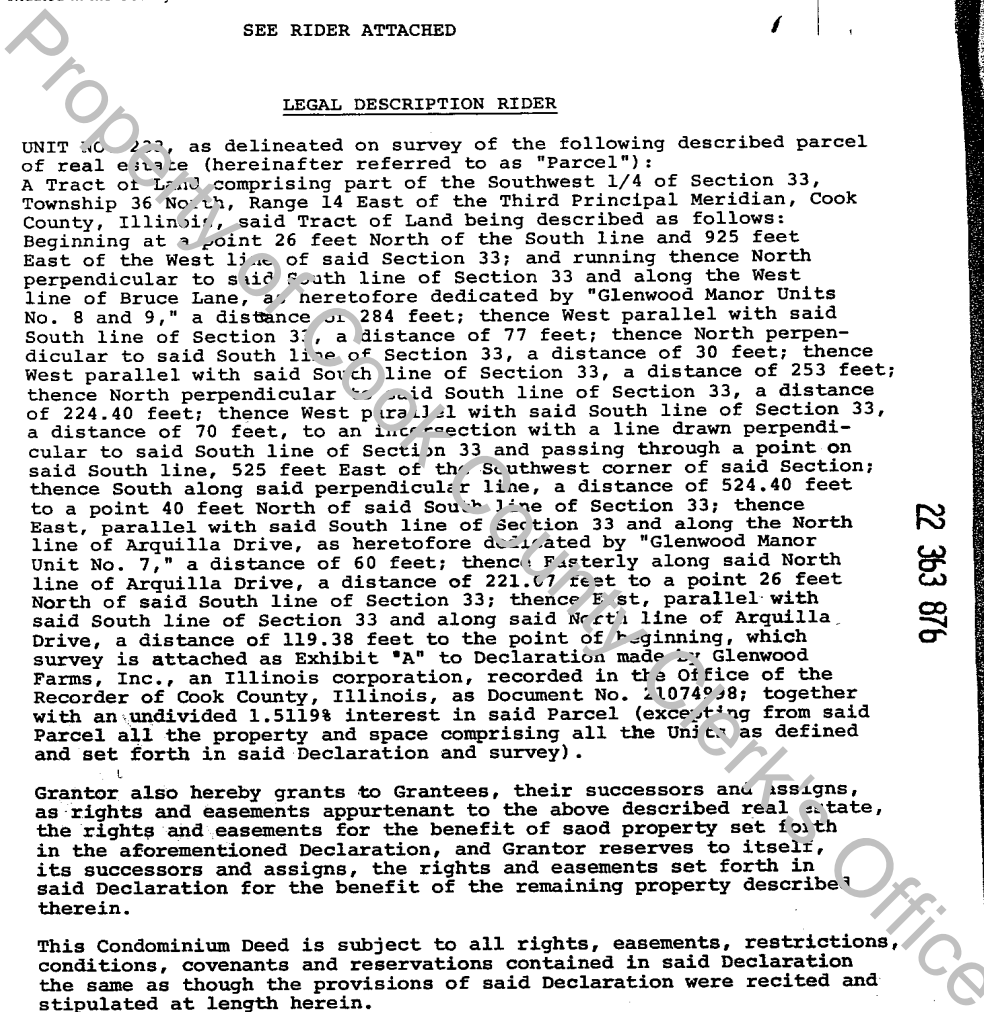 SEE RIDER ATTACHED
LEGAL DESCRIPTION RIDER
UNIT NO as delineated on survey of the following described parcel
of real estate (hereinafter referred to as "Parcel"):
A Tract of Land comprising part of the Southwest 1/4 of Section 33,
Township 36 North, Range 14 East of the Third Principal Meridian, Cook
County, Illinois, said Tract of Land being described as follows:
Beginning at a point 26 feet North of the South line and 925 feet
East of the West line of said Section 33; and running thence North
perpendicular to said South line of Section 33 and along the West
line of Bruce Lane, as heretofore dedicated by "Glenwood Manor Units
No. 8 and 9," a distance of 284 feet; thence West parallel with said
South line of Section 33, a distance of 77 feet; thence North perpen-
dicular to said South line of Section 33, a distance of 30 feet; thence
West parallel with said South line of Section 33, a distance of 253 feet;
thence North perpendicular to said South line of Section 33, a distance
of 224.40 feet; thence West parallel with said South line of Section 33,
a distance of 70 feet, to an intersection with a line drawn perpendi-
cular to said South line of Section 33 and passing through a point on
said South line, 525 feet East of the Southwest corner of said Section;
thence South along said perpendicular line, a distance of 524.40 feet
to a point 40 feet North of said South line of Section 33; thence
East, parallel with said South line of Section 33 and along the North
line of Arquilla Drive, as heretofore dedicated by "Glenwood Manor
Unit No. 7," a distance of 60 feet; thence Easterly along said North
line of Arquilla Drive, a distance of 221.07 feet to a point 26 feet
North of said South line of Section 33; thence East, parallel with
said South line of Section 33 and along said North line of Arquilla
Drive, a distance of 119.38 feet to the point of beginning, which
survey is attached as Exhibit "A" to Declaration made by Glenwood
Farms, Inc., an Illinois corporation, recorded in the Office of the
Recorder of Cook County, Illinois, as Document No. 21074998; together
with an undivided 1.5119% interest in said Parcel (excepting from said
Parcel all the property and space comprising all the Units as defined
and set forth in said Declaration and survey).
Grantor also hereby grants to Grantees, their successors and assigns,
as rights and easements appurtenant to the above described real estate,
the rights and easements for the benefit of saod property set forth
in the aforementioned Declaration, and Grantor reserves to itself,
its successors and assigns, the rights and easements set forth in
said Declaration for the benefit of the remaining property described
therein.
This Condominium Deed is subject to all rights, easements, restrictions,
conditions, covenants and reservations contained in said Declaration
the same as though the provisions of said Declaration were recited and
stipulated at length herein.
22 363 876
Property of Cook County Clerk's Office